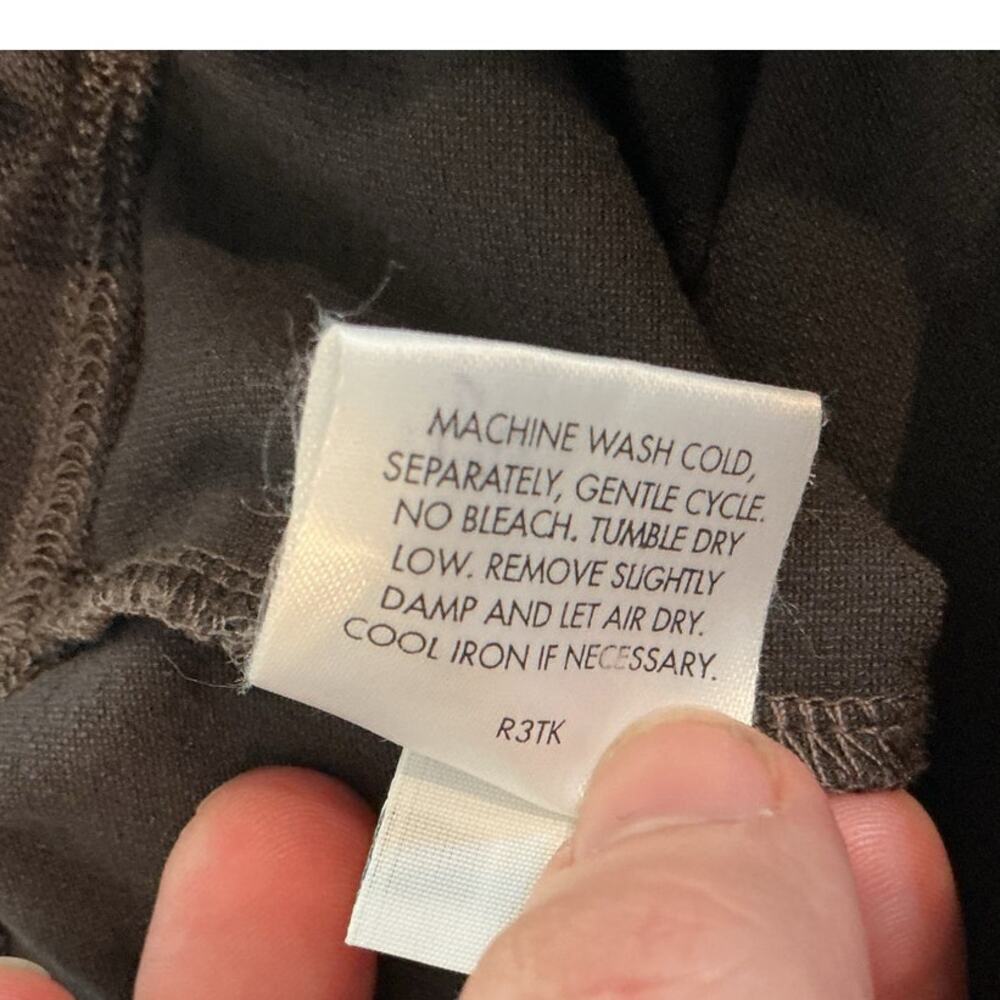 MACHINE WASH COLD,
SEPARATELY, GENTLE CYCLE.
NO BLEACH. TUMBLE DRY
LOW. REMOVE SLIGHTLY
DAMP AND LET AIR DRY.
COOL IRON IF NECESSARY.
R3TK